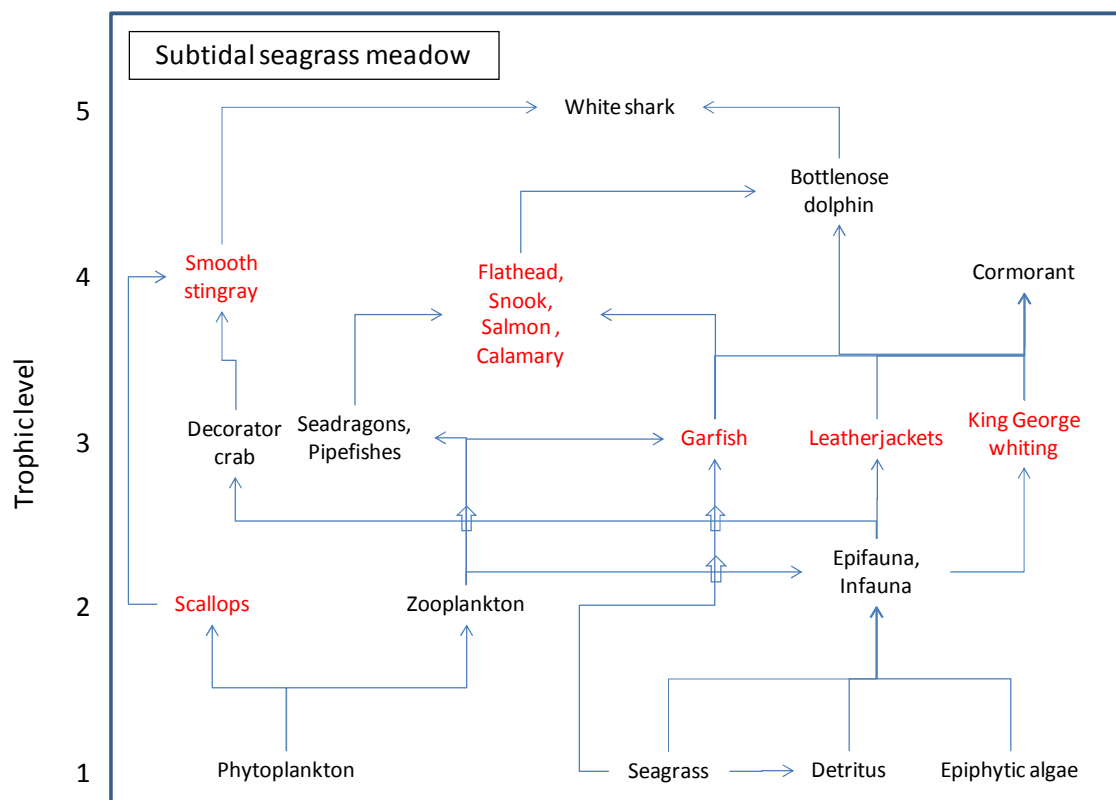 Subtidal seagrass meadow
5
White shark
Bottlenose
dolphin
4
Smooth
stingray
Flathead,
Snook,
Salmon ,
Calamary
Cormorant
Trophic level
3
Decorator
crab
Seadragons,
Pipefishes
Garfish
Leatherjackets
King George
whiting
2
Scallops
Zooplankton
Epifauna,
Infauna
1
Phytoplankton
Seagrass
Detritus
Epiphytic algae